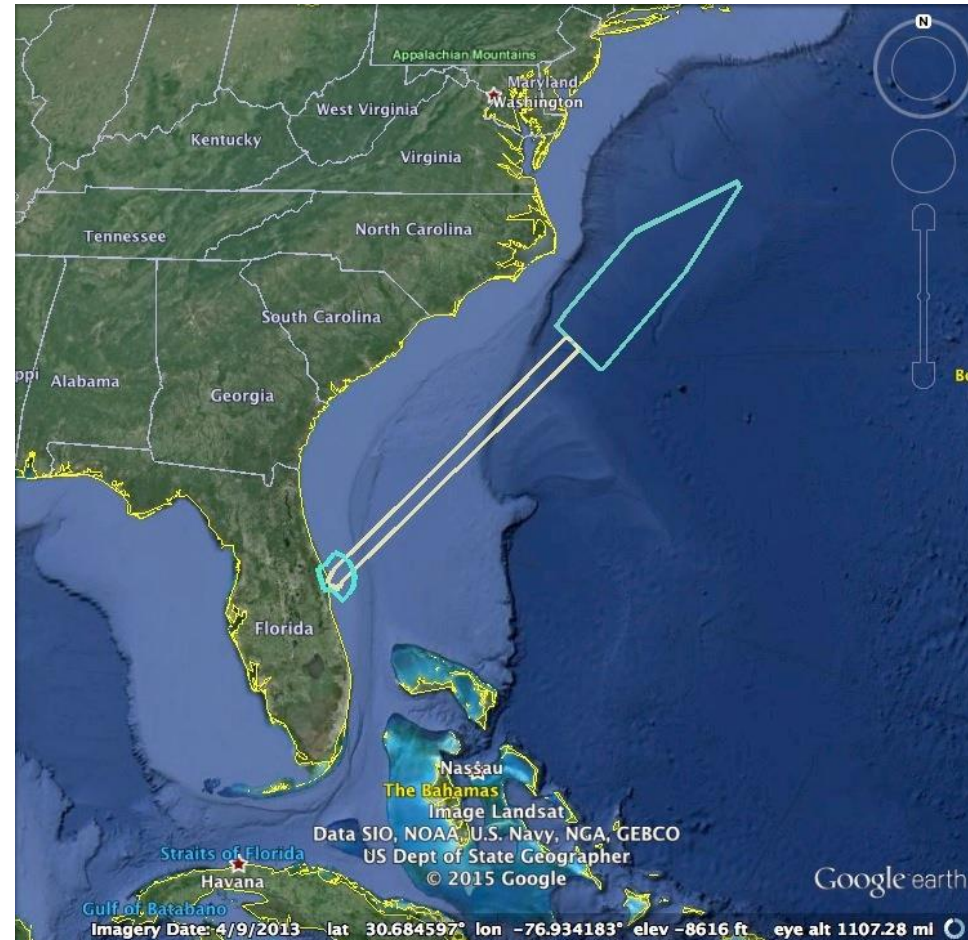 N
Appalachian Mountains
Maryland
Washington
West Virginia
Kentucky
Virginia
North Carolina
Tennessee
South Carolina
ppi
Alabama
Georgia
Be
Florida
Nassau
The Bahamas
Image Landsat
Data SIO, NOAA, U.S. Navy, NGA, GEBCO
US Dept of State Geographer
© 2015 Google
Straits of Florida
Havana
Google earth
Gulf of Batabano
Imagery Date: 4/9/2013 lat 30.684597° lon -76.934183° elev -8616 ft eye alt 1107.28 mi